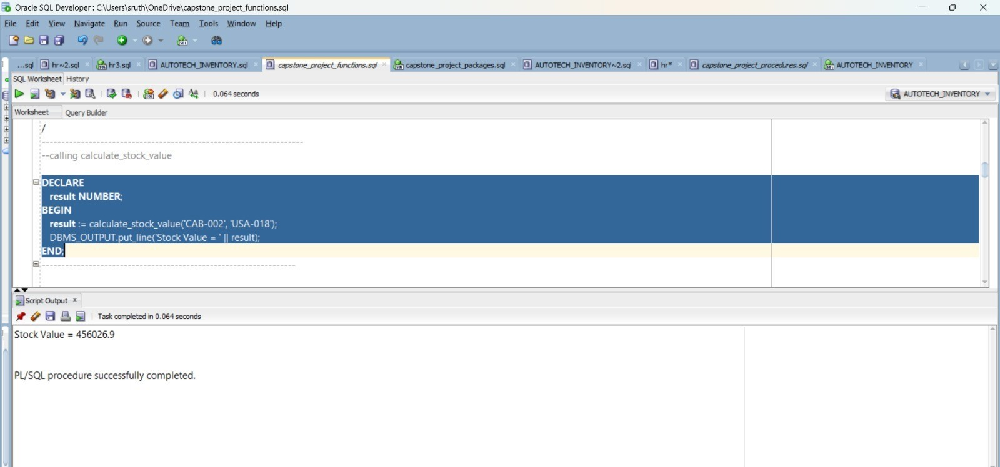 Oracle SQL Developer : C:\Users\sruth\OneDrive\capstone_project_functions.sql
File Edit View Navigate Run Source Team Tools Window Help
...sql hr~2.sql hr3.sql AUTOTECH_INVENTORY.sql capstone_project_functions.sql capstone_project_packages.sql AUTOTECH_INVENTORY~2.sql hr* capstone_project_procedures.sql AUTOTECH_INVENTORY
SQL Worksheet History
0.064 seconds AUTOTECH_INVENTORY
Worksheet Query Builder
/
--------------------------------------------------------------------
--calling calculate_stock_value
DECLARE
result NUMBER;
BEGIN
result := calculate_stock_value('CAB-002', 'USA-018');
DBMS_OUTPUT.put_line('Stock Value = ' || result);
END;
------------------------------------------------------------------
Script Output x
Task completed in 0.064 seconds
Stock Value = 456026.9
PL/SQL procedure successfully completed.